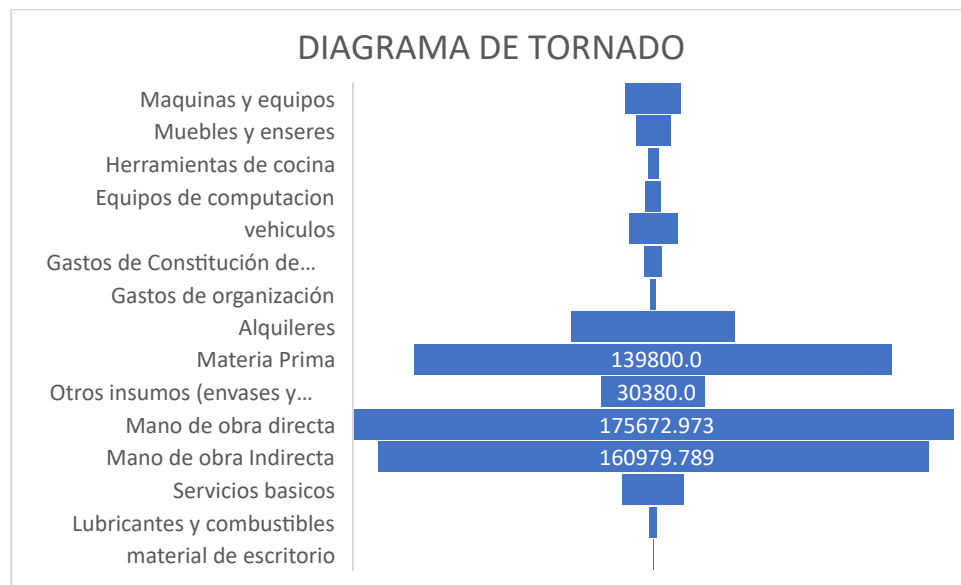 DIAGRAMA DE TORNADO
Maquinas y equipos
Muebles y enseres
Herramientas de cocina
Equipos de computacion
vehiculos
Gastos de Constitución de...
Gastos de organización
Alquileres
Materia Prima 139800.0
Otros insumos (envases y... 30380.0
Mano de obra directa 175672.973
Mano de obra Indirecta 160979.789
Servicios basicos
Lubricantes y combustibles
material de escritorio